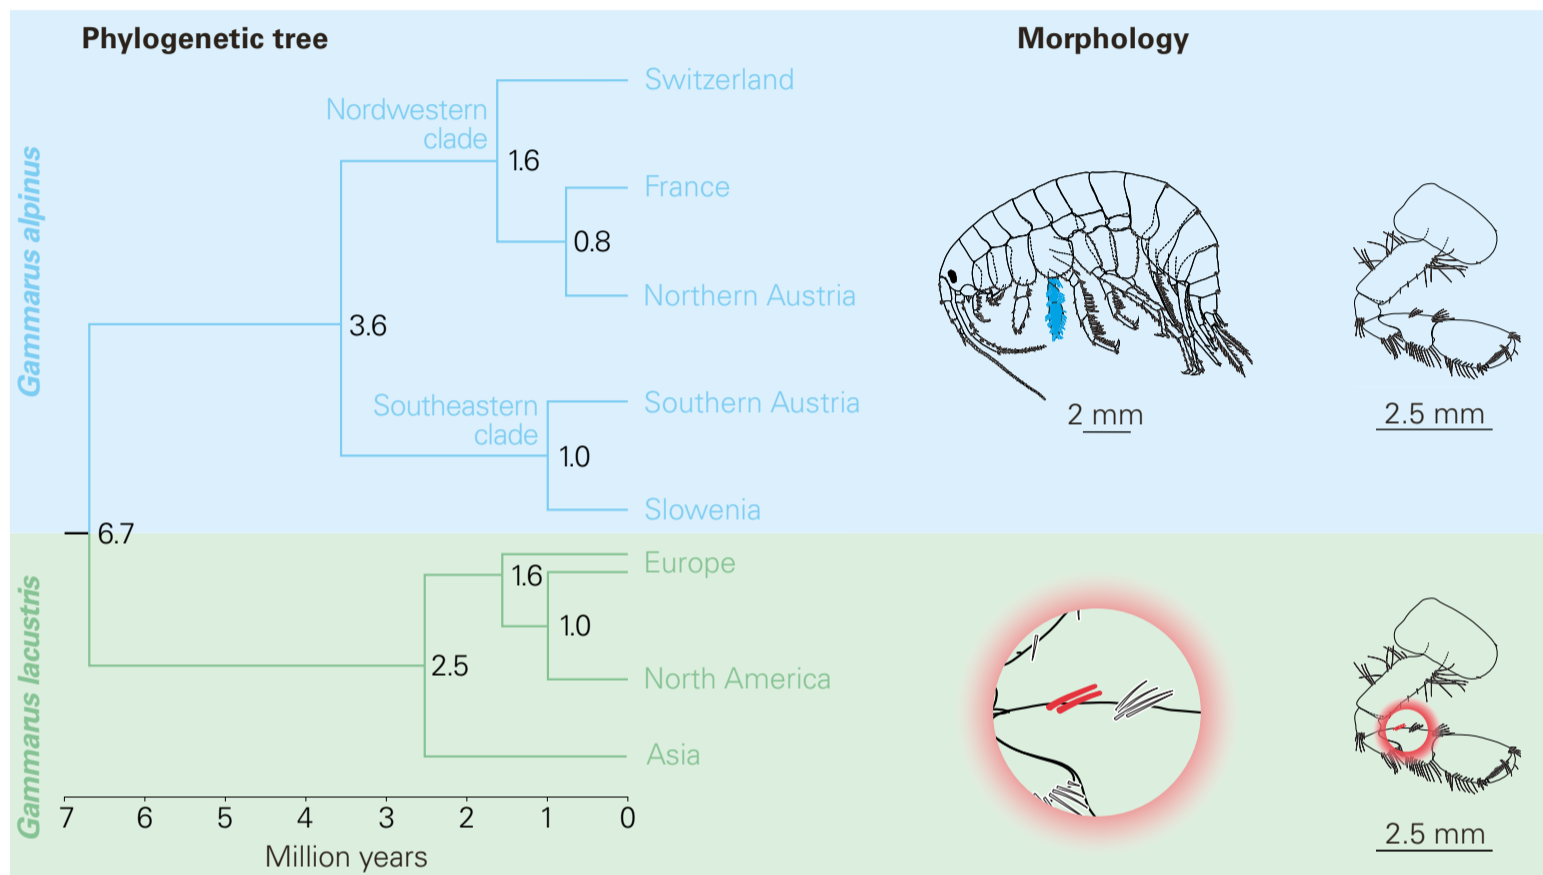 Phylogenetic tree
Morphology
Gammarus alpinus
Nordwestern
clade
Switzerland
1.6
France
0.8
Northern Austria
3.6
Southeastern
clade
Southern Austria
1.0
Slowenia
2 mm
2.5 mm
6.7
Gammarus lacustris
Europe
1.6
1.0
2.5
North America
Asia
2.5 mm
7 6 5 4 3 2 1 0
Million years